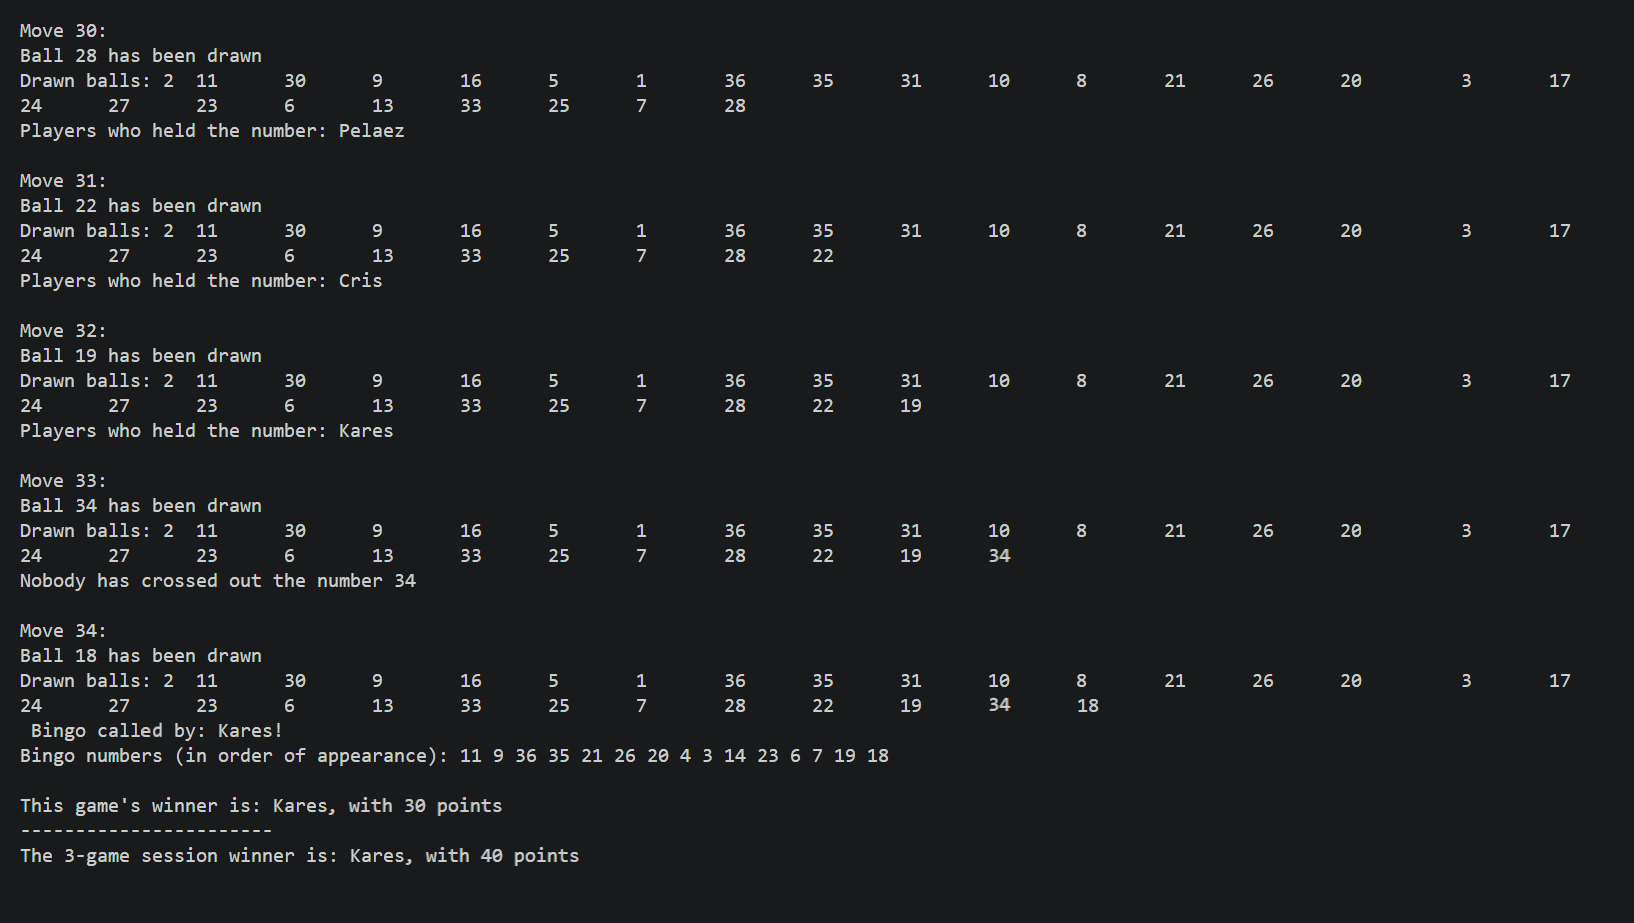 Move 30:
Ball 28 has been drawn
Drawn balls: 2 11 30 9 16 5 1 36 35 31 10 8 21 26 20 3 17
24 27 23 6 13 33 25 7 28
Players who held the number: Pelaez
Move 31:
Ball 22 has been drawn
Drawn balls: 2 11 30 9 16 5 1 36 35 31 10 8 21 26 20 3 17
24 27 23 6 13 33 25 7 28 22
Players who held the number: Cris
Move 32:
Ball 19 has been drawn
Drawn balls: 2 11 30 9 16 5 1 36 35 31 10 8 21 26 20 3 17
24 27 23 6 13 33 25 7 28 22 19
Players who held the number: Kares
Move 33:
Ball 34 has been drawn
Drawn balls: 2 11 30 9 16 5 1 36 35 31 10 8 21 26 20 3 17
24 27 23 6 13 33 25 7 28 22 19 34
Nobody has crossed out the number 34
Move 34:
Ball 18 has been drawn
Drawn balls: 2 11 30 9 16 5 1 36 35 31 10 8 21 26 20 3 17
24 27 23 6 13 33 25 7 28 22 19 34 18
Bingo called by: Kares!
Bingo numbers (in order of appearance): 11 9 36 35 21 26 20 4 3 14 23 6 7 19 18
This game's winner is: Kares, with 30 points
-----------------------
The 3-game session winner is: Kares, with 40 points